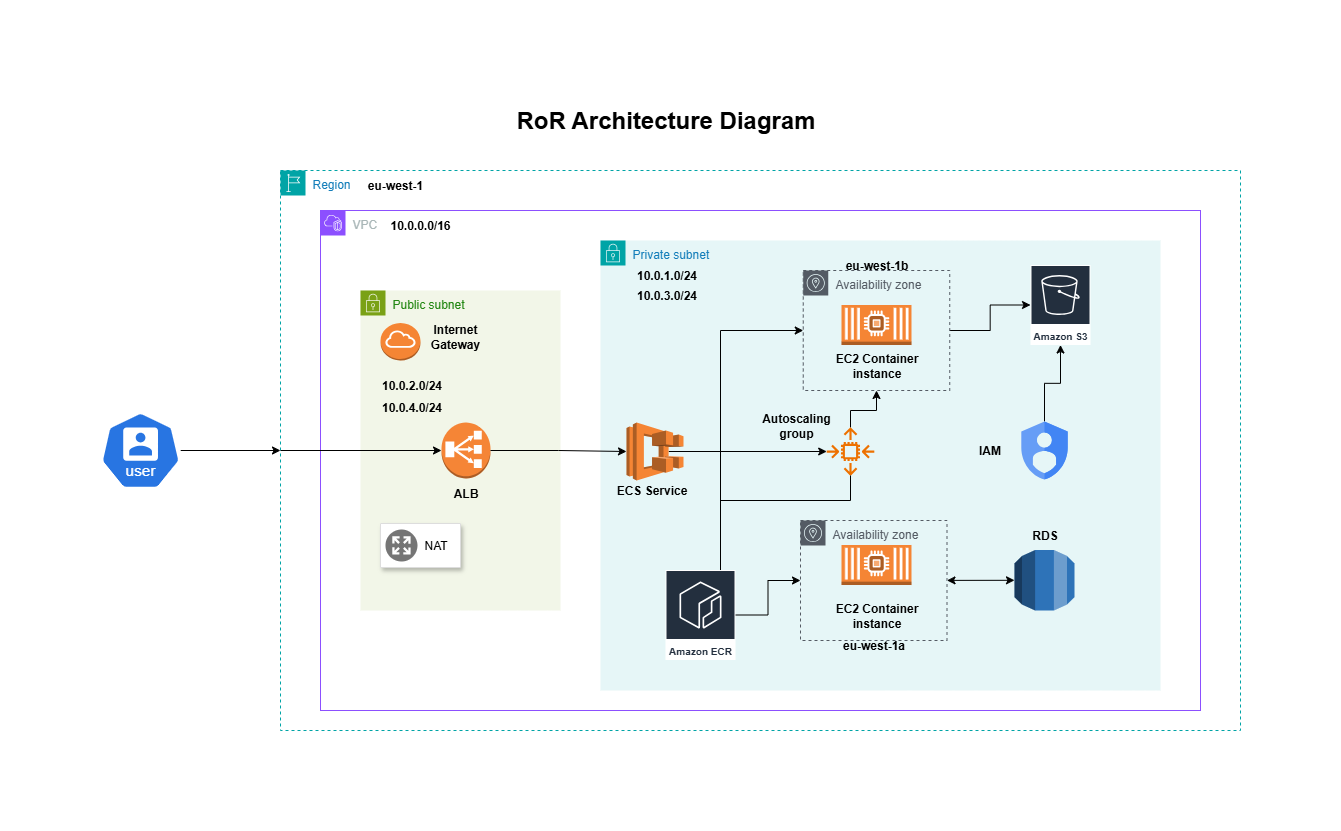 RoR Architecture Diagram
Region
eu-west-1
VPC
10.0.0.0/16
Private subnet
10.0.1.0/24
10.0.3.0/24
eu-west-1b
Availability zone
EC2 Container
instance
Amazon S3
Public subnet
Internet
Gateway
10.0.2.0/24
10.0.4.0/24
user
ALB
NAT
ECS Service
Autoscaling
group
IAM
Amazon ECR
Availability zone
EC2 Container
instance
eu-west-1a
RDS